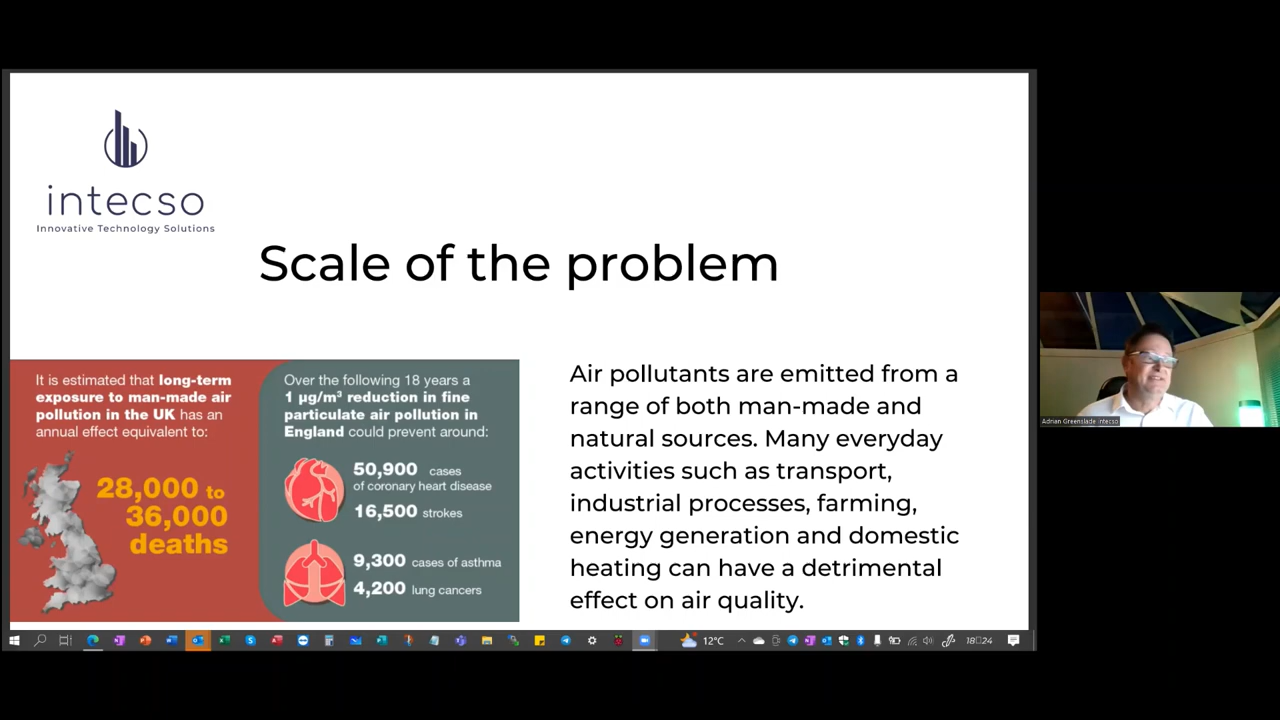 intecso
Innovative Technology Solutions
Scale of the problem
It is estimated that long-term
exposure to man-made air
pollution in the UK has an
annual effect equivalent to:
28,000 to
36,000
deaths
Over the following 18 years a
1 µg/m³ reduction in fine
particulate air pollution in
England could prevent around:
50,900 cases
of coronary heart disease
16,500 strokes
9,300 cases of asthma
4,200 lung cancers
Air pollutants are emitted from a
range of both man-made and
natural sources. Many everyday
activities such as transport,
industrial processes, farming,
energy generation and domestic
heating can have a detrimental
effect on air quality.
Adrian Greenslade intecso
12°C
18:24